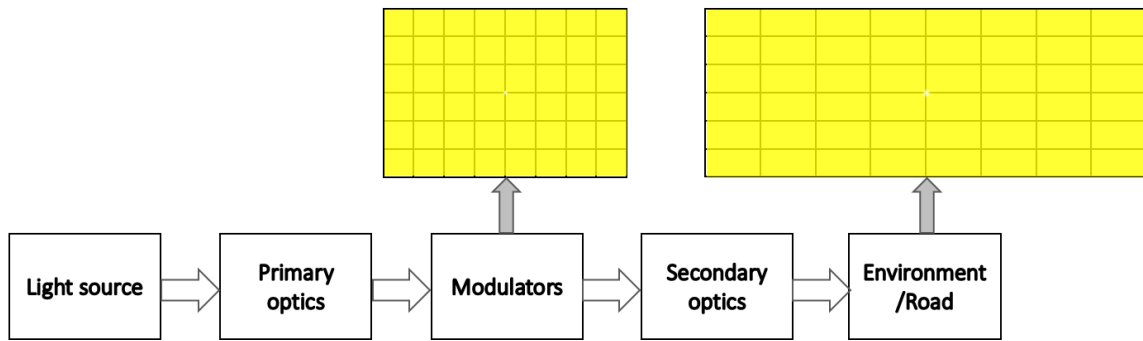 Light source
Primary
optics
Modulators
Secondary
optics
Environment
/Road